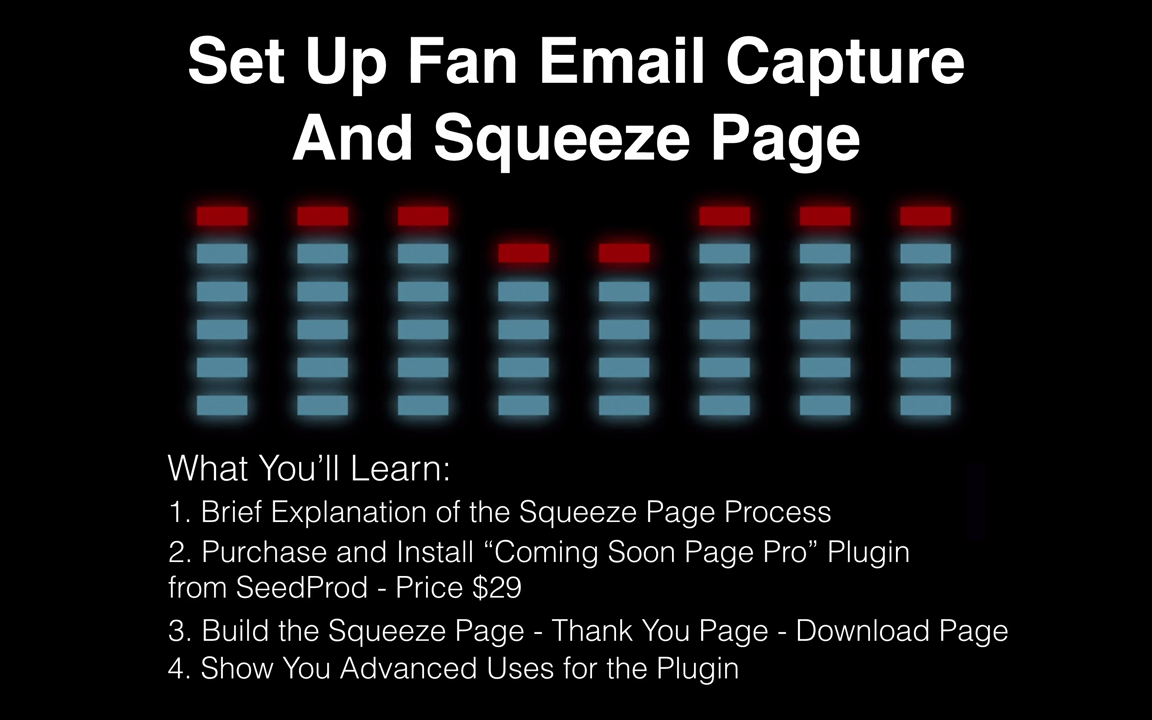 Set Up Fan Email Capture
And Squeeze Page
What You’ll Learn:
1. Brief Explanation of the Squeeze Page Process
2. Purchase and Install “Coming Soon Page Pro” Plugin
from SeedProd - Price $29
3. Build the Squeeze Page - Thank You Page - Download Page
4. Show You Advanced Uses for the Plugin